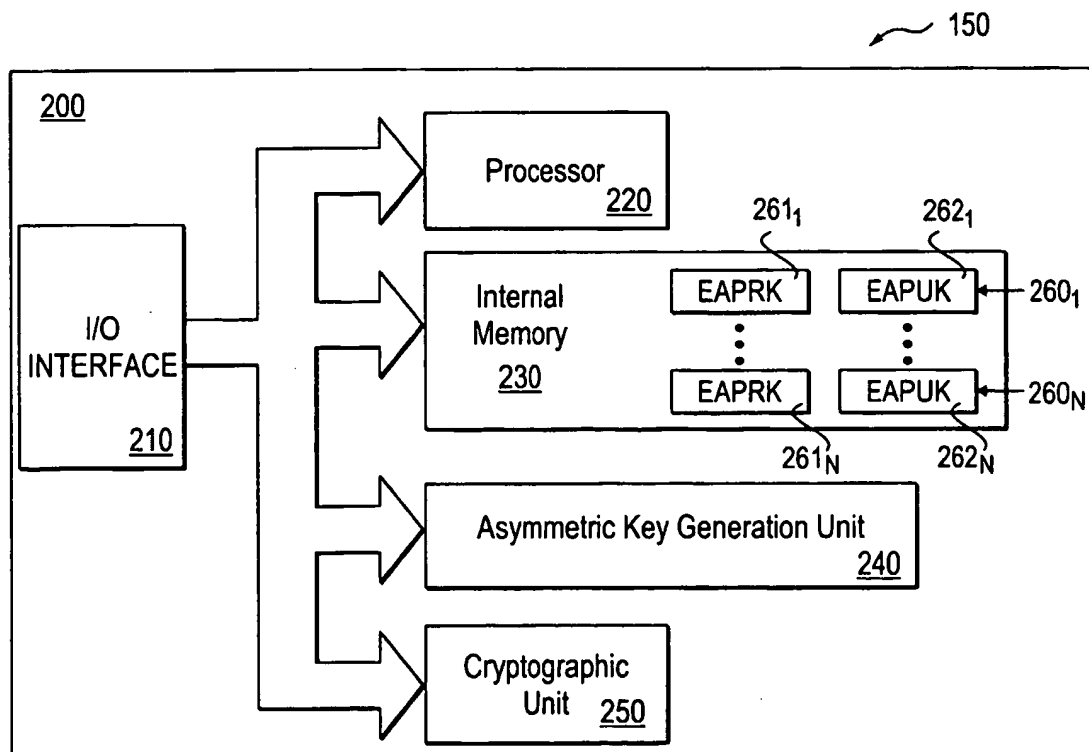 150
200
Processor
220
I/O
INTERFACE
210
Internal
Memory
230
261₁
262₁
EAPRK
EAPUK
260₁
EAPRK
EAPUK
260N
261N
262N
Asymmetric Key Generation Unit
240
Cryptographic
Unit
250